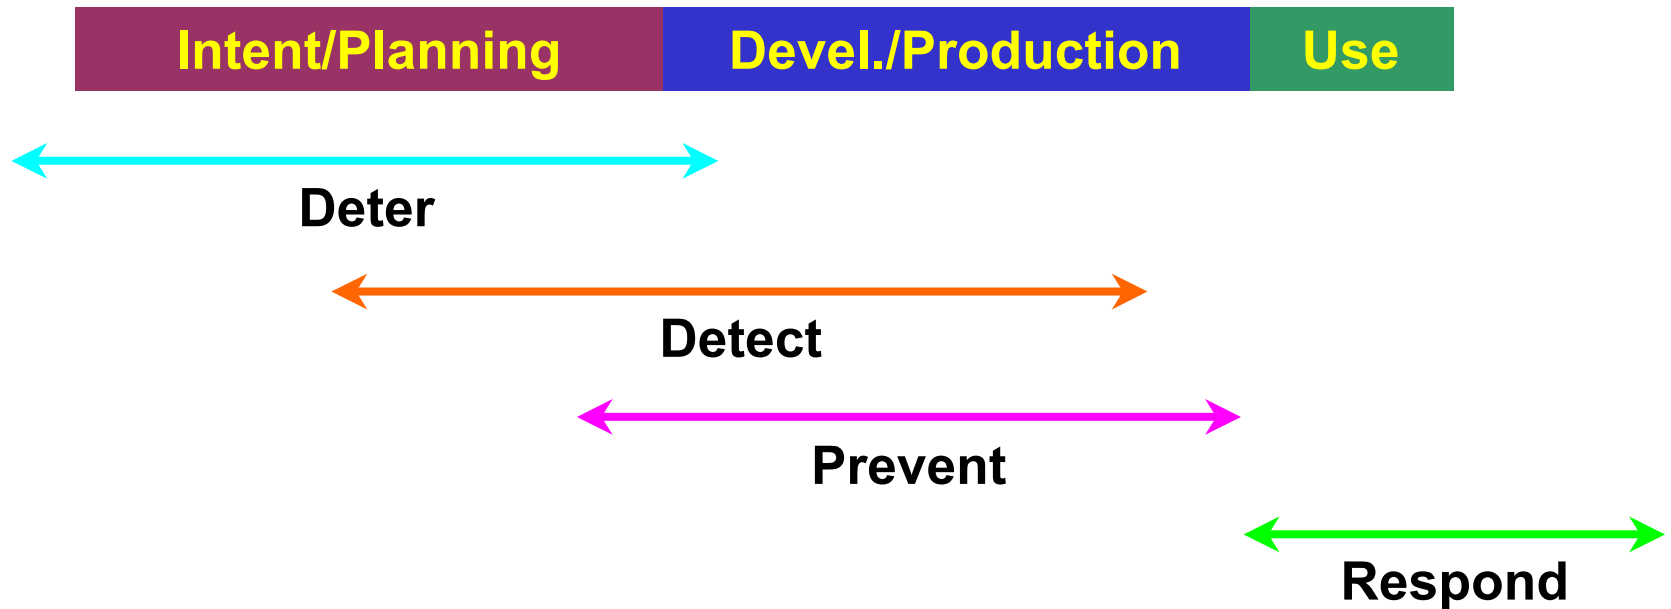 Intent/Planning Devel./Production Use
Deter
Detect
Prevent
Respond